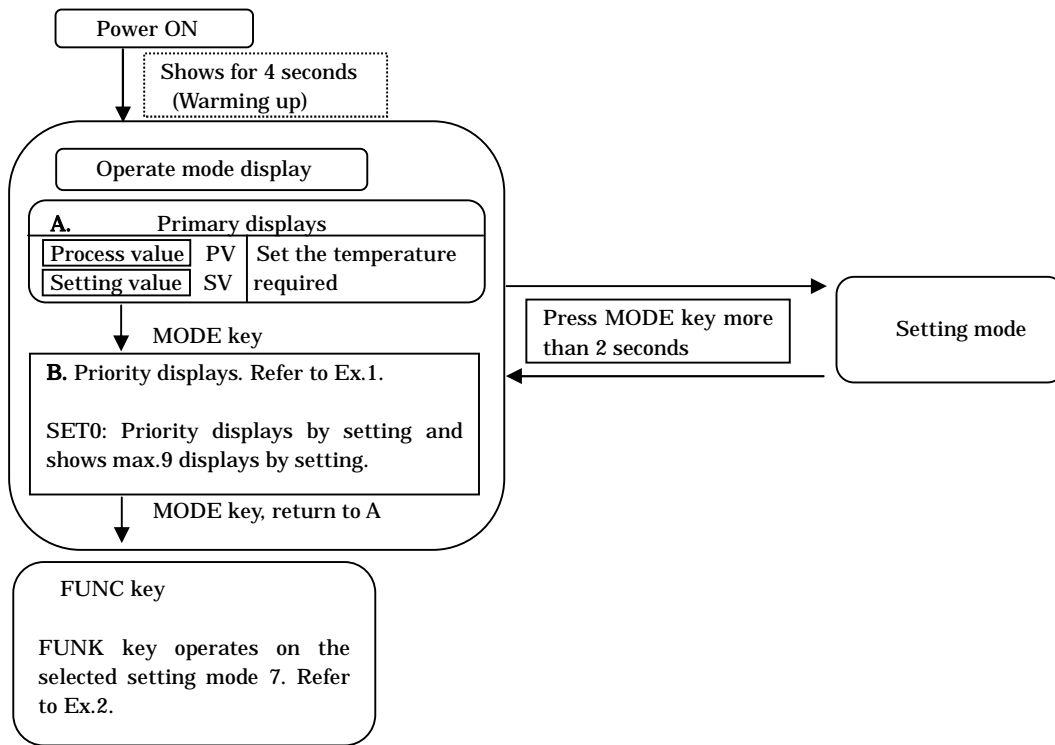 Power ON
Shows for 4 seconds
(Warming up)
Operate mode display
A. Primary displays
Process value PV Set the temperature
Setting value SV required
MODE key
B. Priority displays. Refer to Ex.1.
SET0: Priority displays by setting and
shows max.9 displays by setting.
MODE key, return to A
Press MODE key more
than 2 seconds
Setting mode
FUNC key
FUNK key operates on the
selected setting mode 7. Refer
to Ex.2.